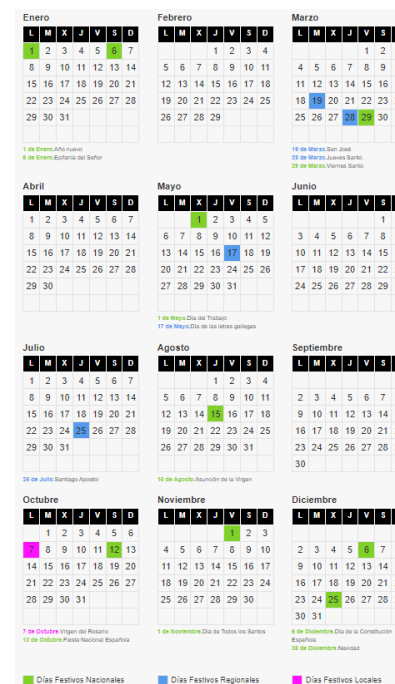 Enero
L M X J V S D
1 2 3 4 5 6 7
8 9 10 11 12 13 14
15 16 17 18 19 20 21
22 23 24 25 26 27 28
29 30 31
1 de Enero.Año nuevo
6 de Enero.Epifanía del Señor
Febrero
L M X J V S D
1 2 3 4
5 6 7 8 9 10 11
12 13 14 15 16 17 18
19 20 21 22 23 24 25
26 27 28 29
Marzo
L M X J V S
1 2
4 5 6 7 8 9
11 12 13 14 15 16
18 19 20 21 22 23
25 26 27 28 29 30
19 de Marzo.San José
28 de Marzo.Jueves Santo
29 de Marzo.Viernes Santo
Abril
L M X J V S D
1 2 3 4 5 6 7
8 9 10 11 12 13 14
15 16 17 18 19 20 21
22 23 24 25 26 27 28
29 30
Mayo
L M X J V S D
1 2 3 4 5
6 7 8 9 10 11 12
13 14 15 16 17 18 19
20 21 22 23 24 25 26
27 28 29 30 31
1 de Mayo.Día del Trabajo
17 de Mayo.Día de las letras gallegas
Junio
L M X J V S
1
3 4 5 6 7 8
10 11 12 13 14 15
17 18 19 20 21 22
24 25 26 27 28 29
Julio
L M X J V S D
1 2 3 4 5 6 7
8 9 10 11 12 13 14
15 16 17 18 19 20 21
22 23 24 25 26 27 28
29 30 31
25 de Julio.Santiago Apostol
Agosto
L M X J V S D
1 2 3 4
5 6 7 8 9 10 11
12 13 14 15 16 17 18
19 20 21 22 23 24 25
26 27 28 29 30 31
15 de Agosto.Asunción de la Virgen
Septiembre
L M X J V S
2 3 4 5 6 7
9 10 11 12 13 14
16 17 18 19 20 21
23 24 25 26 27 28
30
Octubre
L M X J V S D
1 2 3 4 5 6
7 8 9 10 11 12 13
14 15 16 17 18 19 20
21 22 23 24 25 26 27
28 29 30 31
7 de Octubre.Virgen del Rosario
12 de Octubre.Fiesta Nacional Española
Noviembre
L M X J V S D
1 2 3
4 5 6 7 8 9 10
11 12 13 14 15 16 17
18 19 20 21 22 23 24
25 26 27 28 29 30
1 de Noviembre.Día de Todos los Santos
Diciembre
L M X J V S
2 3 4 5 6 7
9 10 11 12 13 14
16 17 18 19 20 21
23 24 25 26 27 28
30 31
6 de Diciembre.Día de la Constitución
Española
25 de Diciembre.Navidad
Días Festivos Nacionales
Días Festivos Regionales
Días Festivos Locales